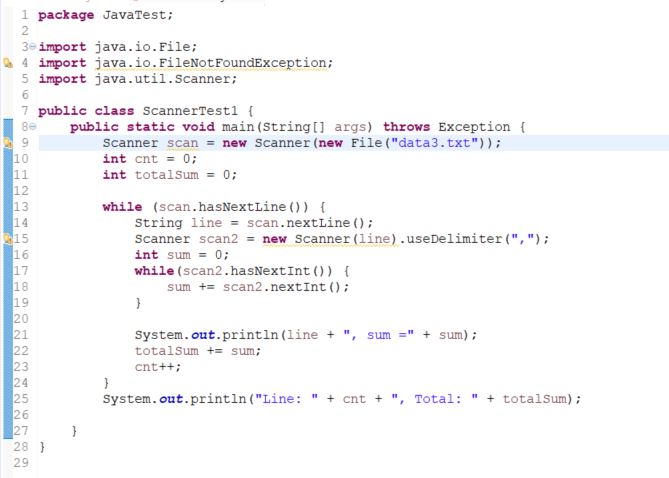 1 package JavaTest;
2
3 import java.io.File;
4 import java.io.FileNotFoundException;
5 import java.util.Scanner;
6
7 public class ScannerTest1 {
8     public static void main(String[] args) throws Exception {
9         Scanner scan = new Scanner(new File("data3.txt"));
10         int cnt = 0;
11         int totalSum = 0;
12
13         while (scan.hasNextLine()) {
14             String line = scan.nextLine();
15             Scanner scan2 = new Scanner(line).useDelimiter(",");
16             int sum = 0;
17             while(scan2.hasNextInt()) {
18                 sum += scan2.nextInt();
19             }
20
21             System.out.println(line + ", sum =" + sum);
22             totalSum += sum;
23             cnt++;
24         }
25         System.out.println("Line: " + cnt + ", Total: " + totalSum);
26
27     }
28 }
29